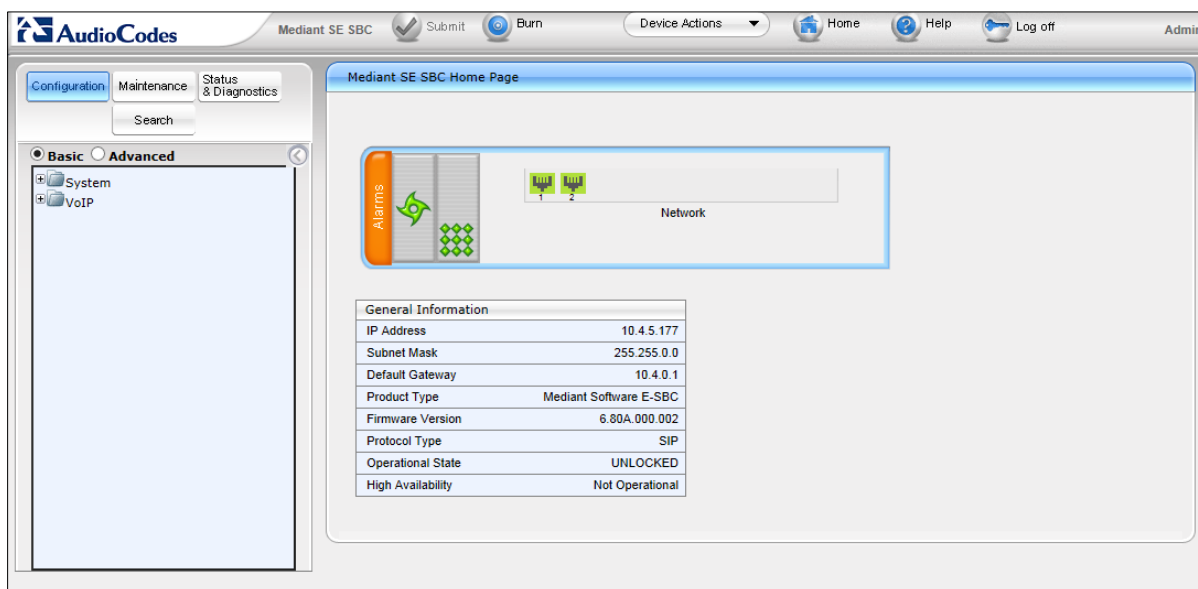 AudioCodes
Mediant SE SBC Submit Burn Device Actions Home Help Log off Admin
Configuration Maintenance Status & Diagnostics
Search
Basic Advanced
System
VoIP
Mediant SE SBC Home Page
Alarms
1 2
Network
General Information
IP Address 10.4.5.177
Subnet Mask 255.255.0.0
Default Gateway 10.4.0.1
Product Type Mediant Software E-SBC
Firmware Version 6.80A.000.002
Protocol Type SIP
Operational State UNLOCKED
High Availability Not Operational